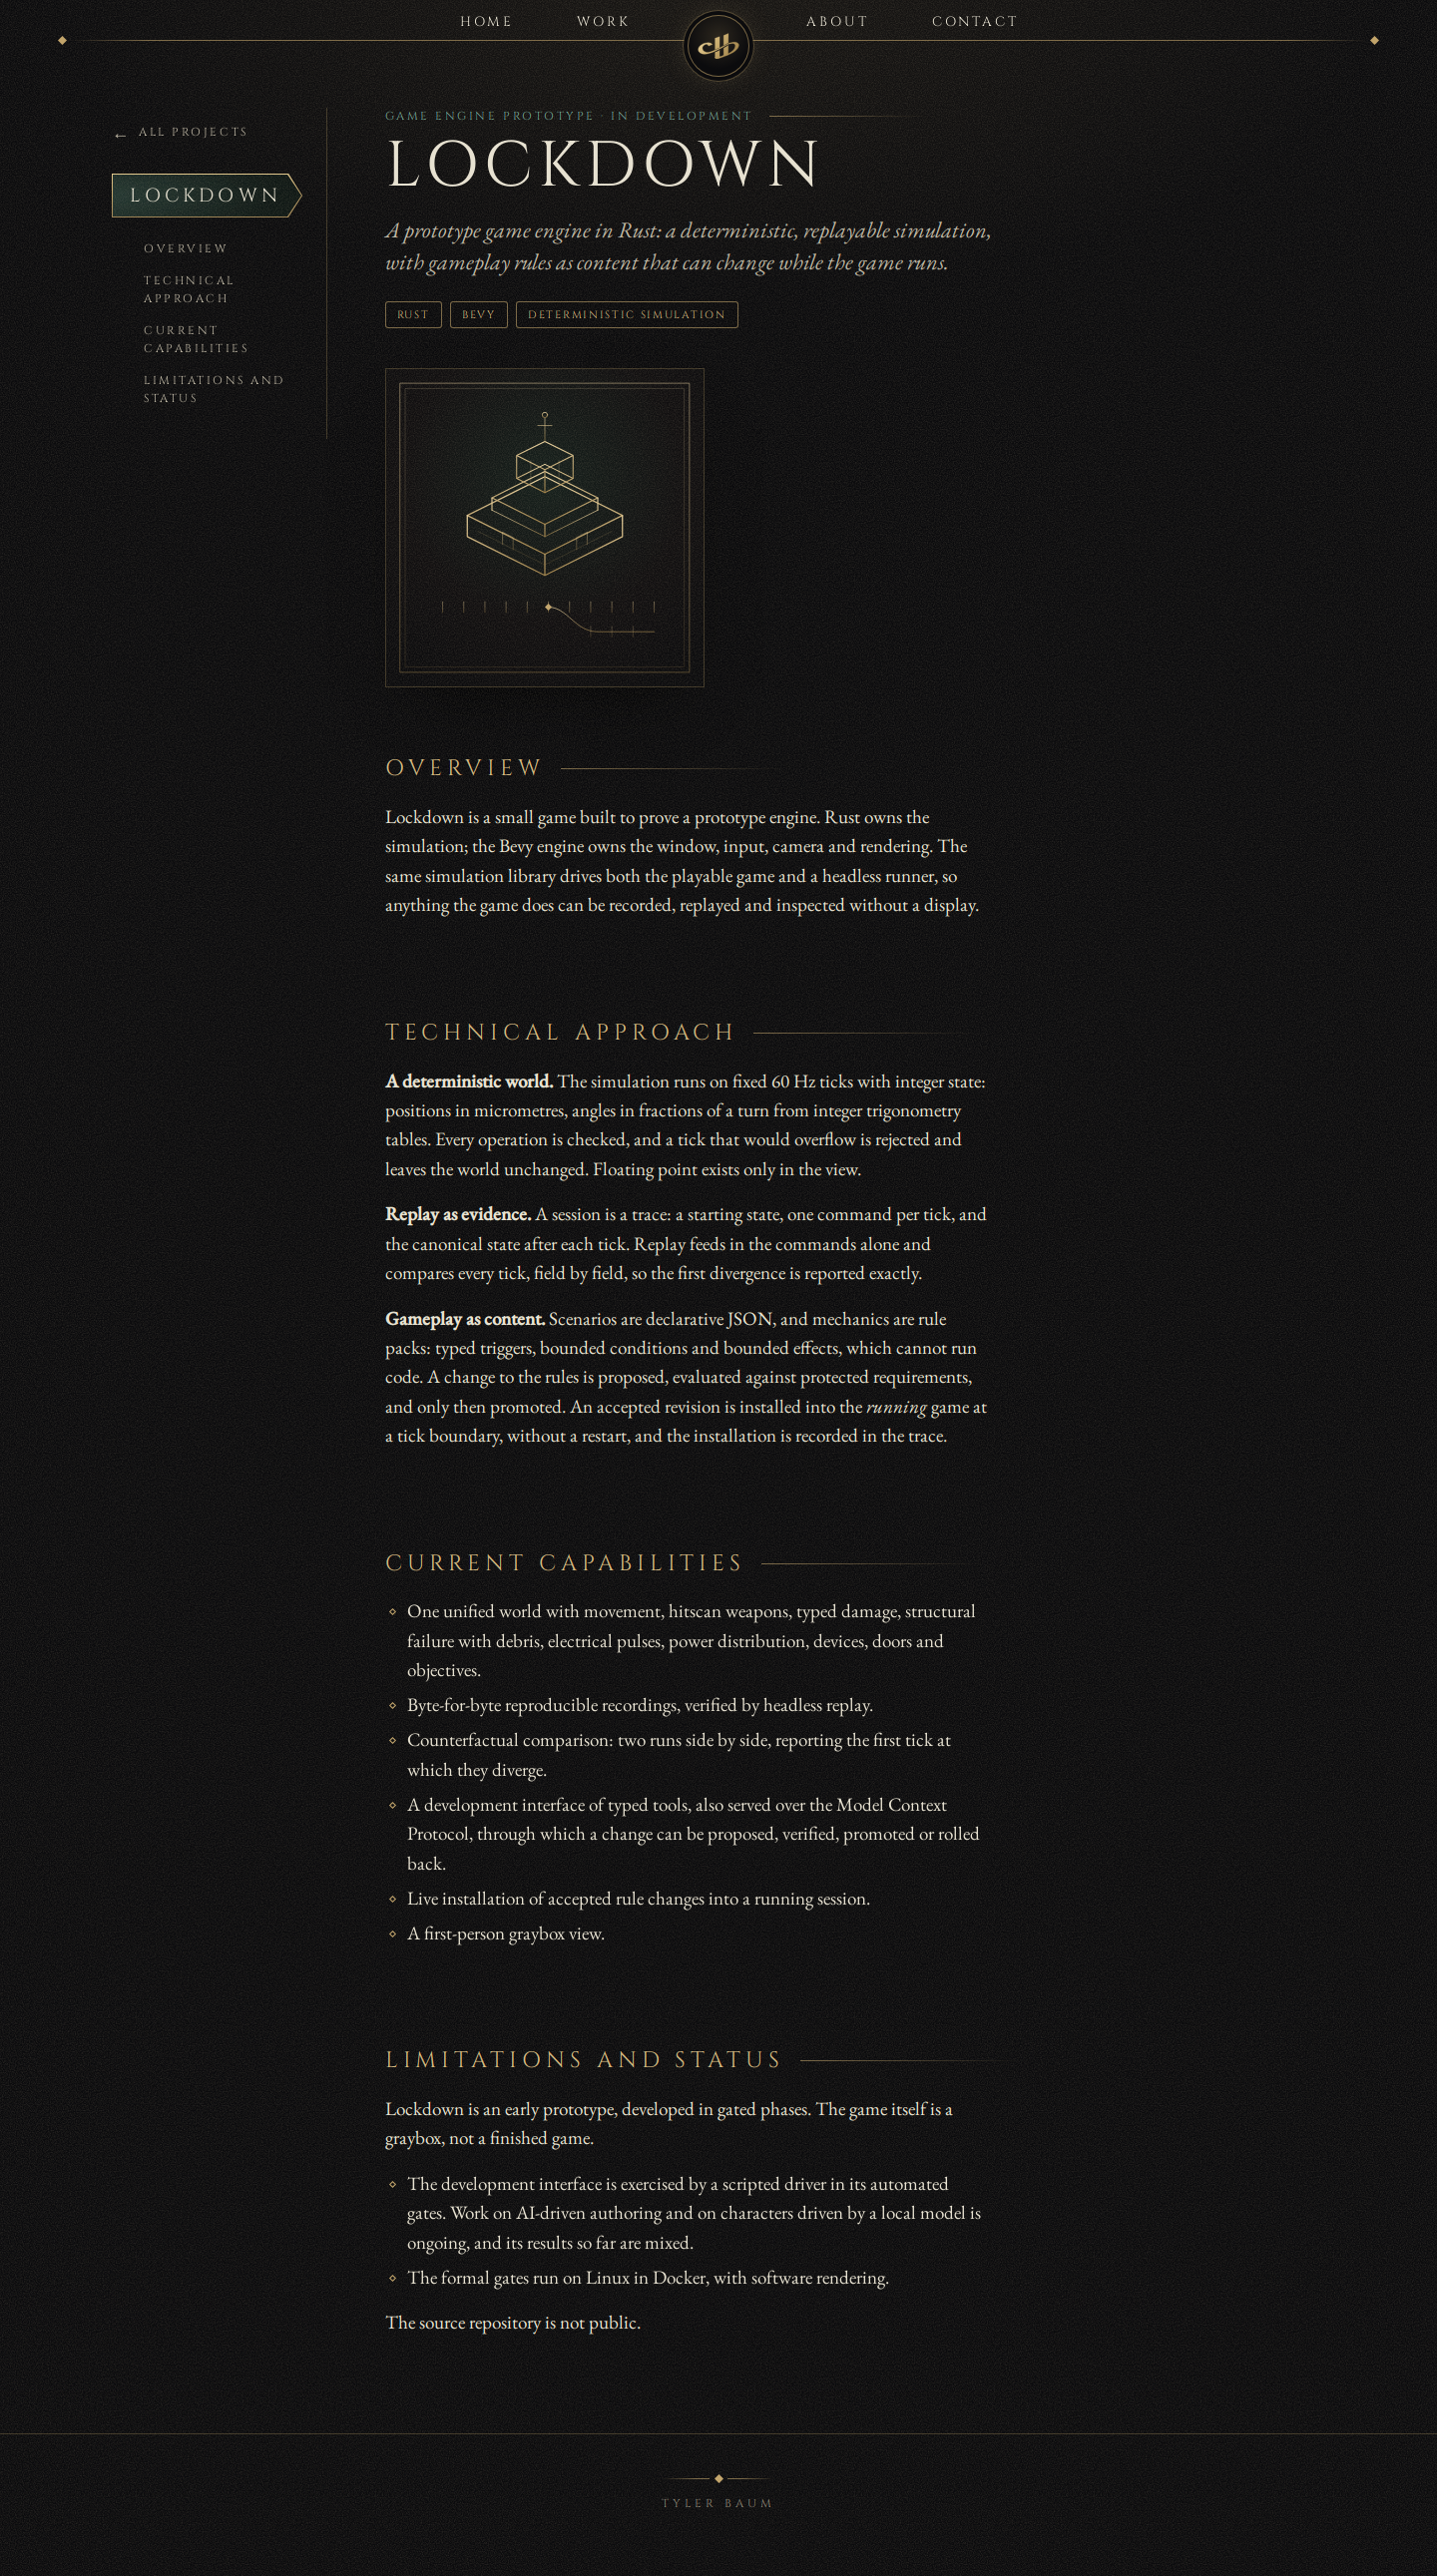 HOME WORK ABOUT CONTACT
← ALL PROJECTS
LOCKDOWN
OVERVIEW
TECHNICAL
APPROACH
CURRENT
CAPABILITIES
LIMITATIONS AND
STATUS
GAME ENGINE PROTOTYPE · IN DEVELOPMENT
LOCKDOWN
A prototype game engine in Rust: a deterministic, replayable simulation,
with gameplay rules as content that can change while the game runs.
RUST BEVY DETERMINISTIC SIMULATION
OVERVIEW
Lockdown is a small game built to prove a prototype engine. Rust owns the
simulation; the Bevy engine owns the window, input, camera and rendering. The
same simulation library drives both the playable game and a headless runner, so
anything the game does can be recorded, replayed and inspected without a display.
TECHNICAL APPROACH
A deterministic world. The simulation runs on fixed 60 Hz ticks with integer state:
positions in micrometres, angles in fractions of a turn from integer trigonometry
tables. Every operation is checked, and a tick that would overflow is rejected and
leaves the world unchanged. Floating point exists only in the view.
Replay as evidence. A session is a trace: a starting state, one command per tick, and
the canonical state after each tick. Replay feeds in the commands alone and
compares every tick, field by field, so the first divergence is reported exactly.
Gameplay as content. Scenarios are declarative JSON, and mechanics are rule
packs: typed triggers, bounded conditions and bounded effects, which cannot run
code. A change to the rules is proposed, evaluated against protected requirements,
and only then promoted. An accepted revision is installed into the running game at
a tick boundary, without a restart, and the installation is recorded in the trace.
CURRENT CAPABILITIES
One unified world with movement, hitscan weapons, typed damage, structural
failure with debris, electrical pulses, power distribution, devices, doors and
objectives.
Byte-for-byte reproducible recordings, verified by headless replay.
Counterfactual comparison: two runs side by side, reporting the first tick at
which they diverge.
A development interface of typed tools, also served over the Model Context
Protocol, through which a change can be proposed, verified, promoted or rolled
back.
Live installation of accepted rule changes into a running session.
A first-person graybox view.
LIMITATIONS AND STATUS
Lockdown is an early prototype, developed in gated phases. The game itself is a
graybox, not a finished game.
The development interface is exercised by a scripted driver in its automated
gates. Work on AI-driven authoring and on characters driven by a local model is
ongoing, and its results so far are mixed.
The formal gates run on Linux in Docker, with software rendering.
The source repository is not public.
TYLER BAUM